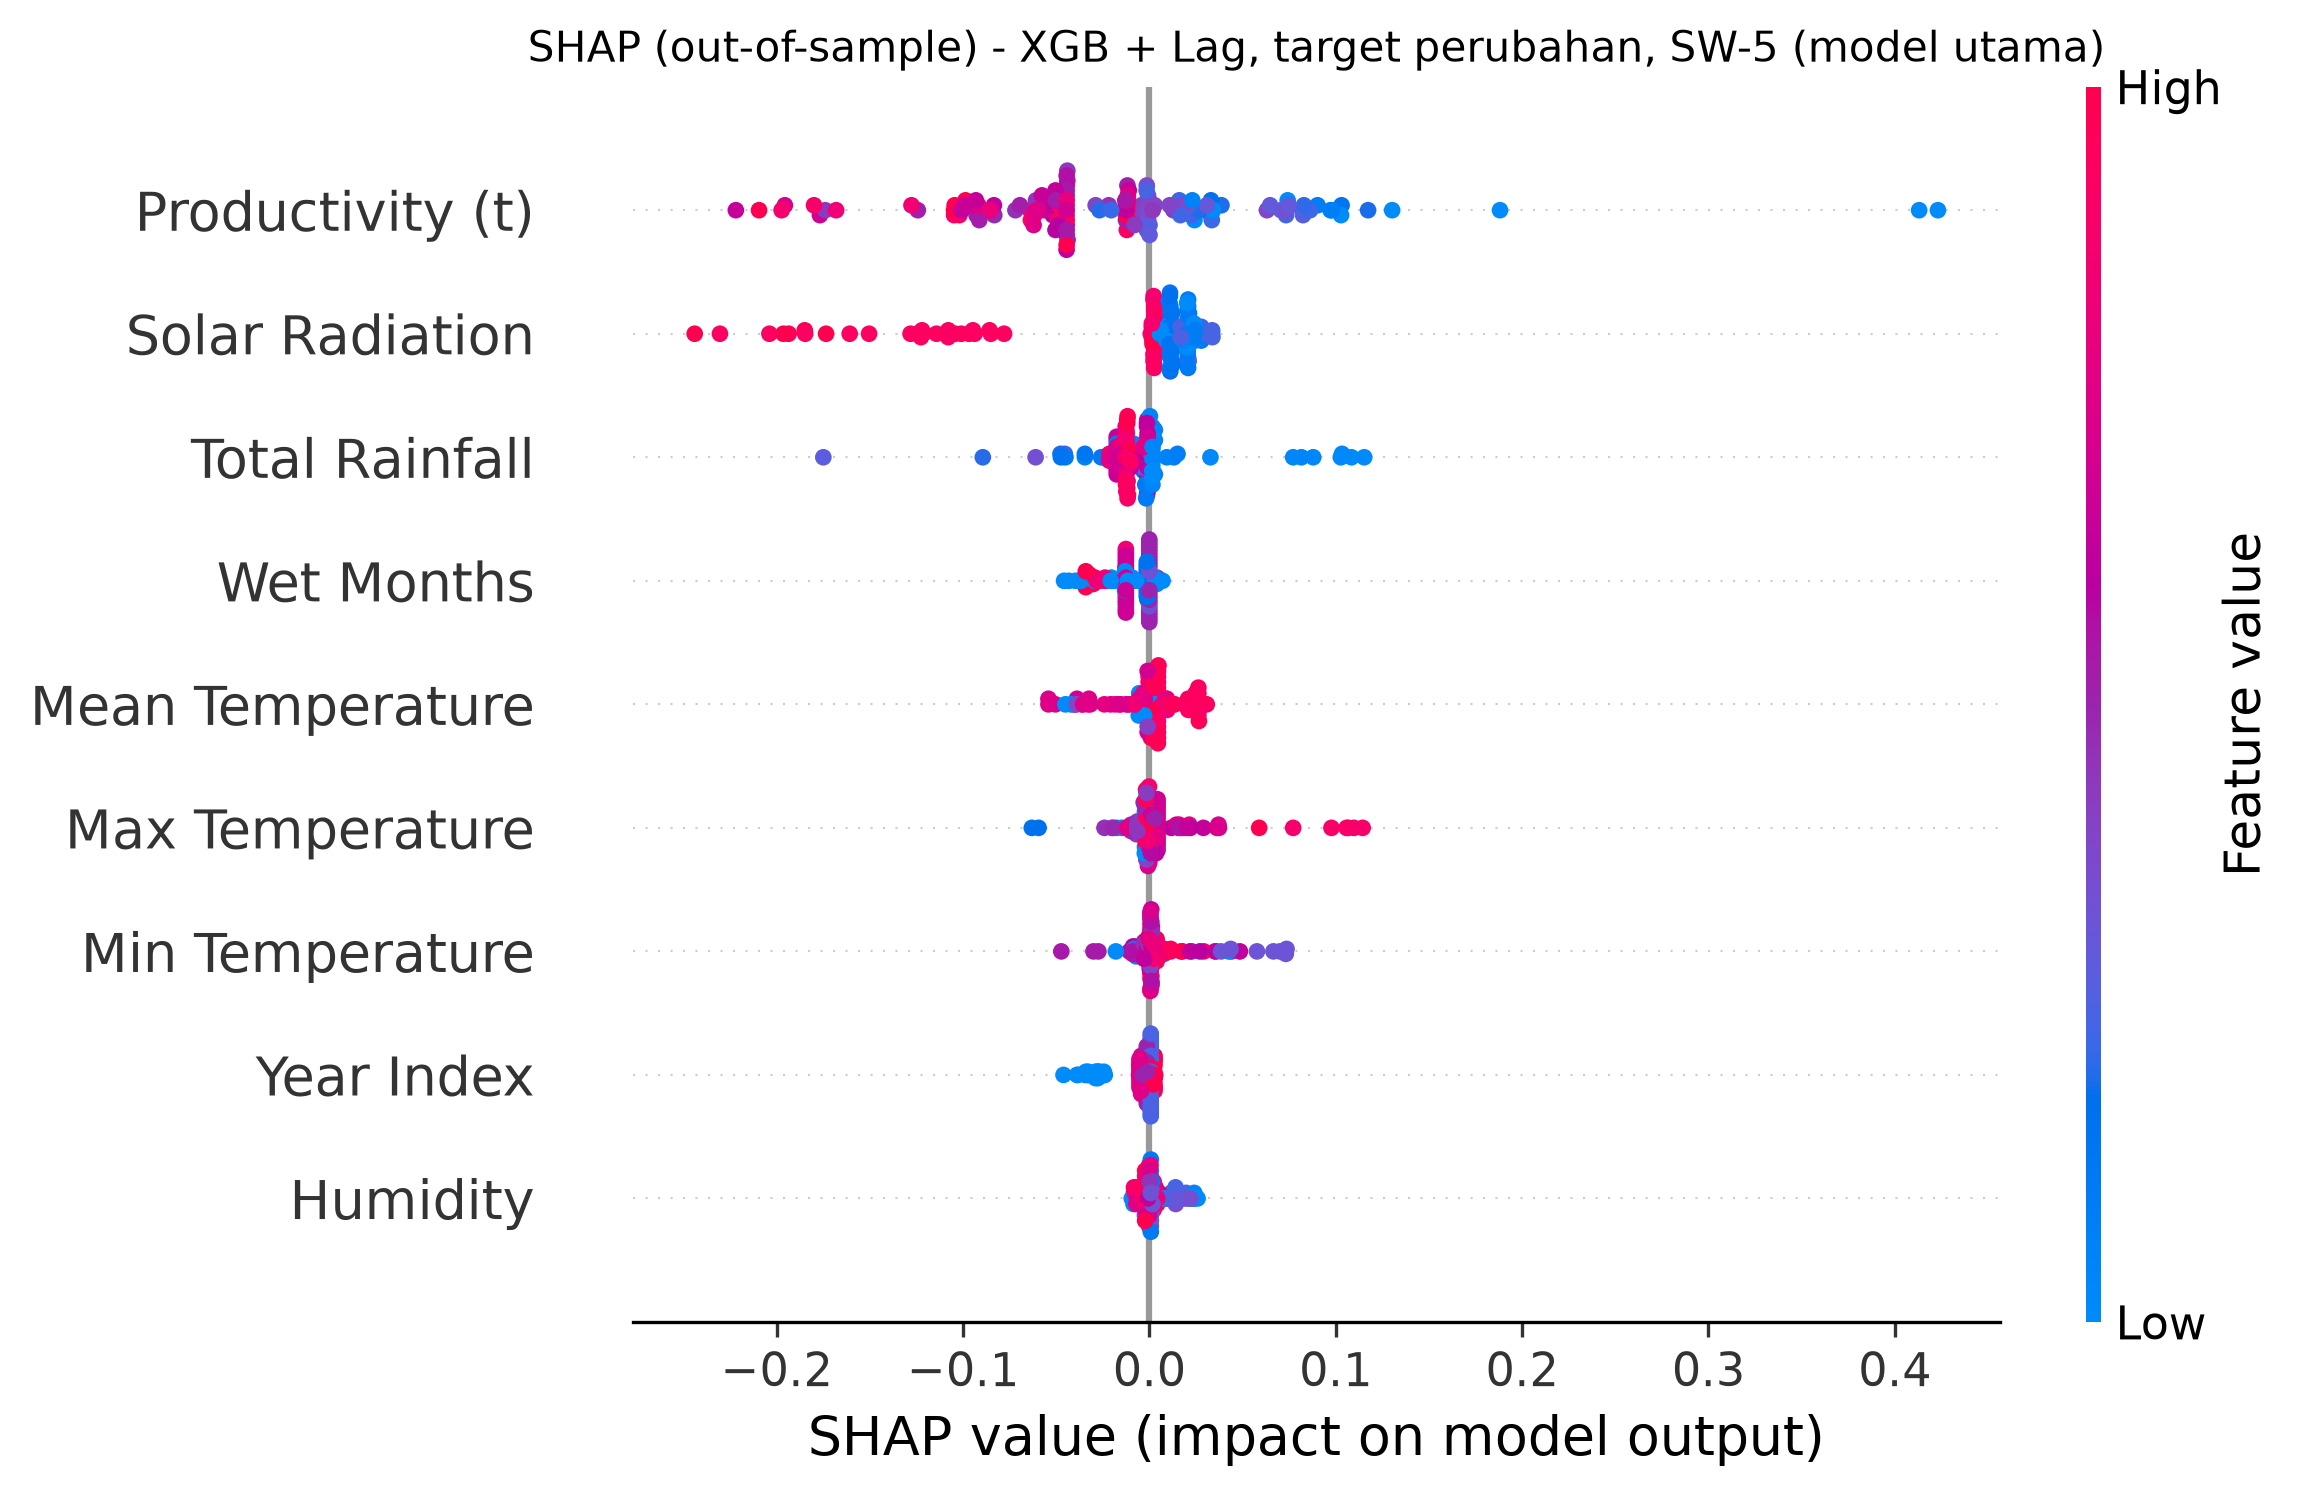 SHAP (out-of-sample) - XGB + Lag, target perubahan, SW-5 (model utama)
High
Productivity (t)
Solar Radiation
Total Rainfall
Wet Months
Mean Temperature
Max Temperature
Min Temperature
Year Index
Humidity
Feature value
Low
−0.2 −0.1 0.0 0.1 0.2 0.3 0.4
SHAP value (impact on model output)